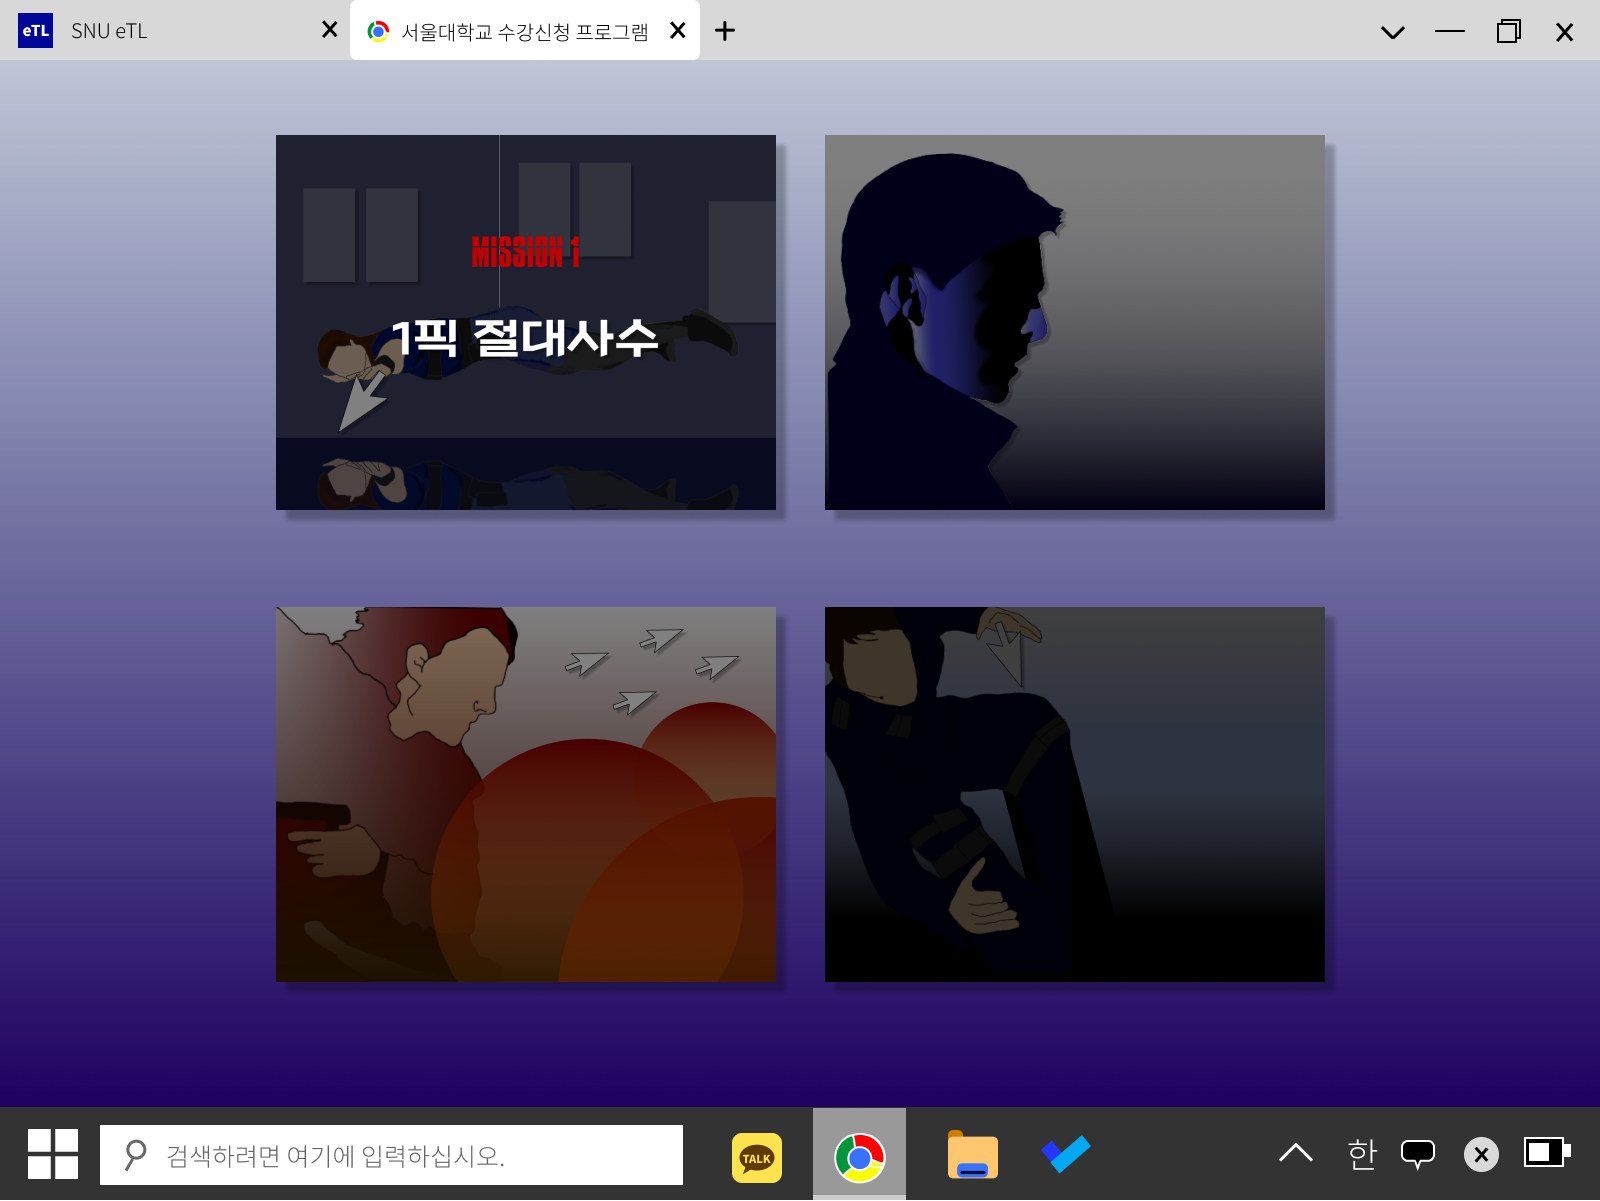 eTL SNU eTL
서울대학교 수강신청 프로그램
MISSION 1
1픽 절대사수
검색하려면 여기에 입력하십시오.
TALK
한